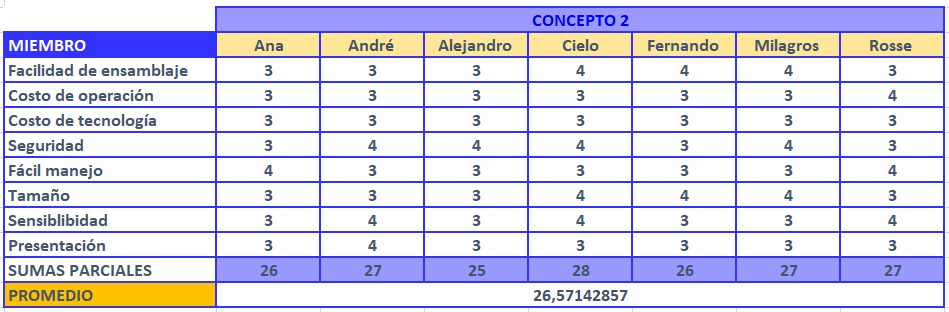 CONCEPTO 2
MIEMBRO Ana André Alejandro Cielo Fernando Milagros Rosse
Facilidad de ensamblaje 3 3 3 4 4 4 3
Costo de operación 3 3 3 3 3 3 4
Costo de tecnología 3 3 3 3 3 3 3
Seguridad 3 4 4 4 3 4 3
Fácil manejo 4 3 3 3 3 3 4
Tamaño 3 3 3 4 4 4 3
Sensiblibidad 3 4 3 4 3 3 4
Presentación 3 4 3 3 3 3 3
SUMAS PARCIALES 26 27 25 28 26 27 27
PROMEDIO 26,57142857